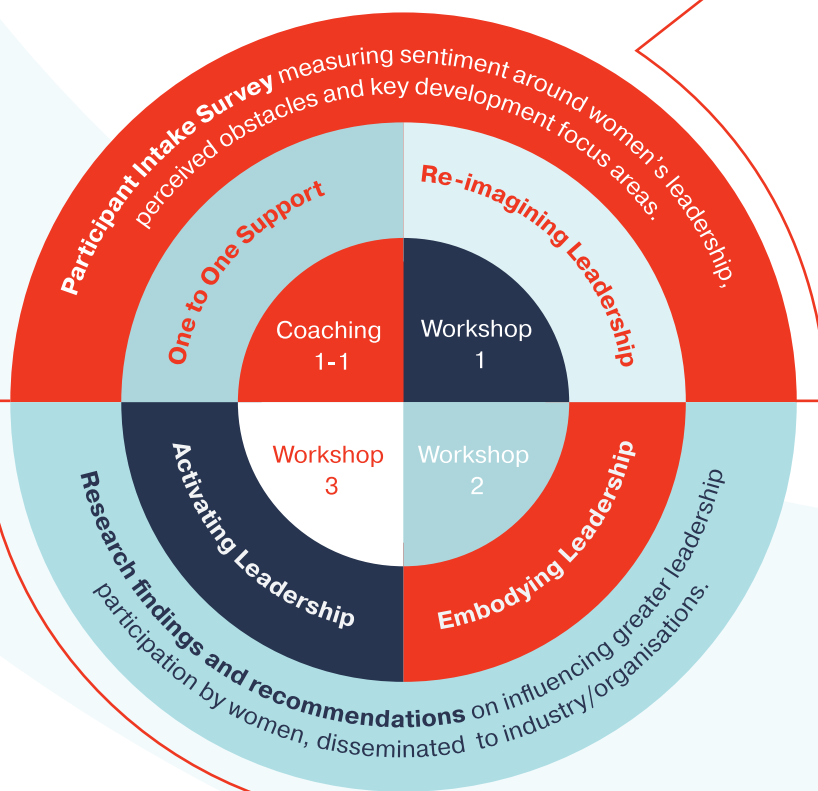 Participant Intake Survey measuring sentiment around women’s leadership,
perceived obstacles and key development focus areas.
One to One Support
Re-imagining Leadership
Coaching
1-1
Workshop
1
Workshop
3
Workshop
2
Activating Leadership
Embodying Leadership
Research findings and recommendations on influencing greater leadership
participation by women, disseminated to industry/organisations.